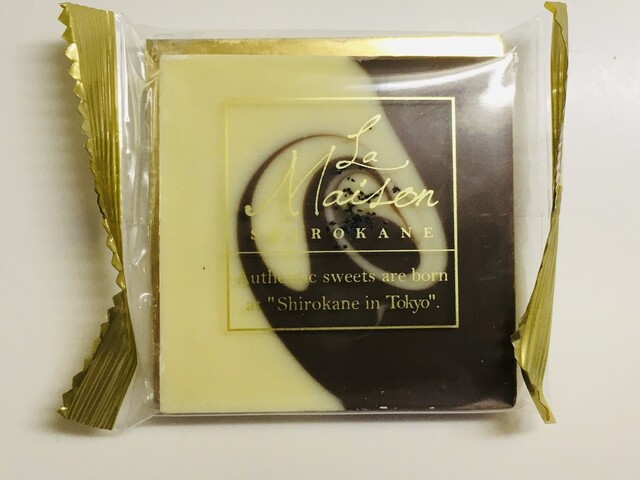 La
Maison
SHIROKANE
Authentic sweets are born
at "Shirokane in Tokyo".